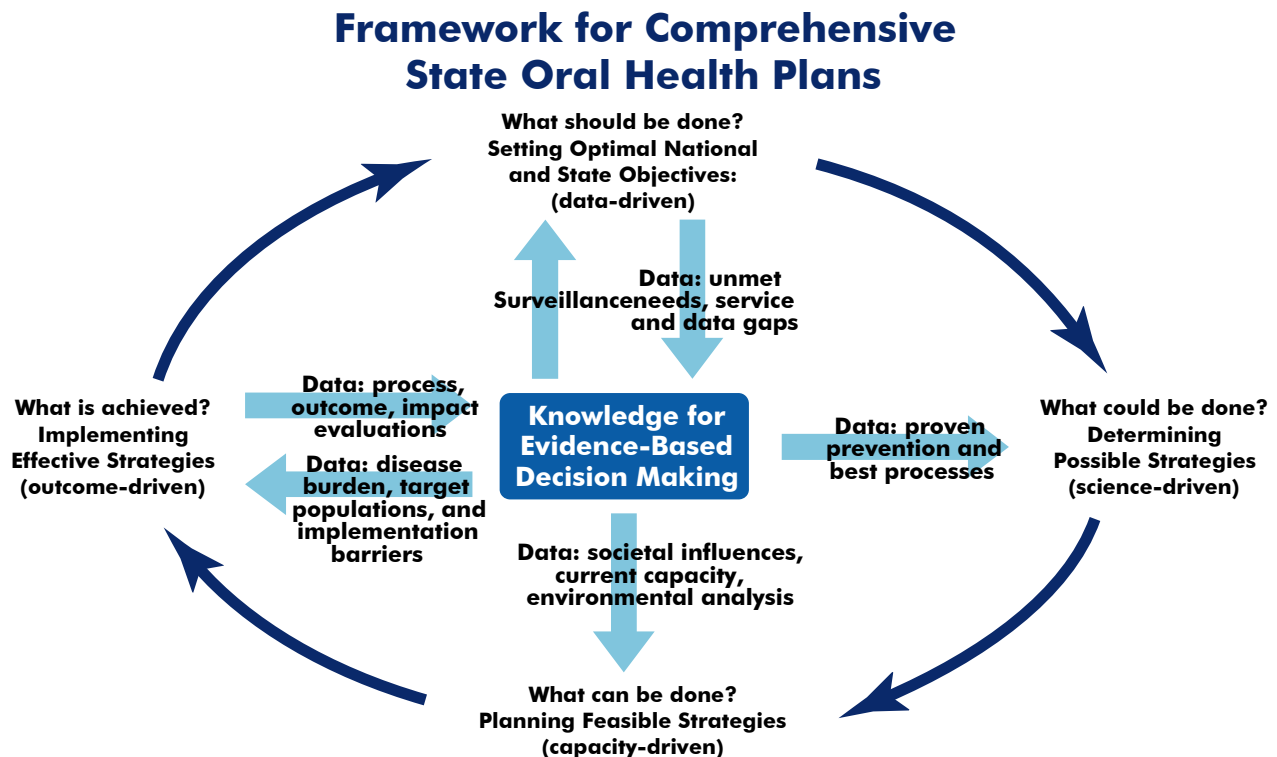 Framework for Comprehensive
State Oral Health Plans
What should be done?
Setting Optimal National
and State Objectives:
(data-driven)
Surveillance
Data: unmet
needs, service
and data gaps
What is achieved?
Implementing
Effective Strategies
(outcome-driven)
Data: process,
outcome, impact
evaluations
Data: disease
burden, target
populations, and
implementation
barriers
Knowledge for
Evidence-Based
Decision Making
Data: proven
prevention and
best processes
What could be done?
Determining
Possible Strategies
(science-driven)
Data: societal influences,
current capacity,
environmental analysis
What can be done?
Planning Feasible Strategies
(capacity-driven)